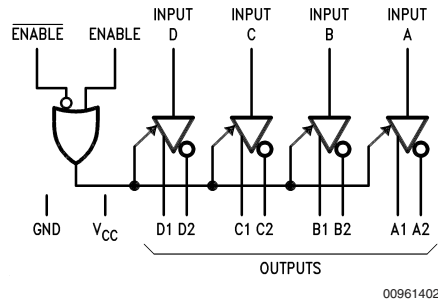 INPUT INPUT INPUT INPUT
ENABLE ENABLE D C B A
GND VCC D1 D2 C1 C2 B1 B2 A1 A2
OUTPUTS
00961402